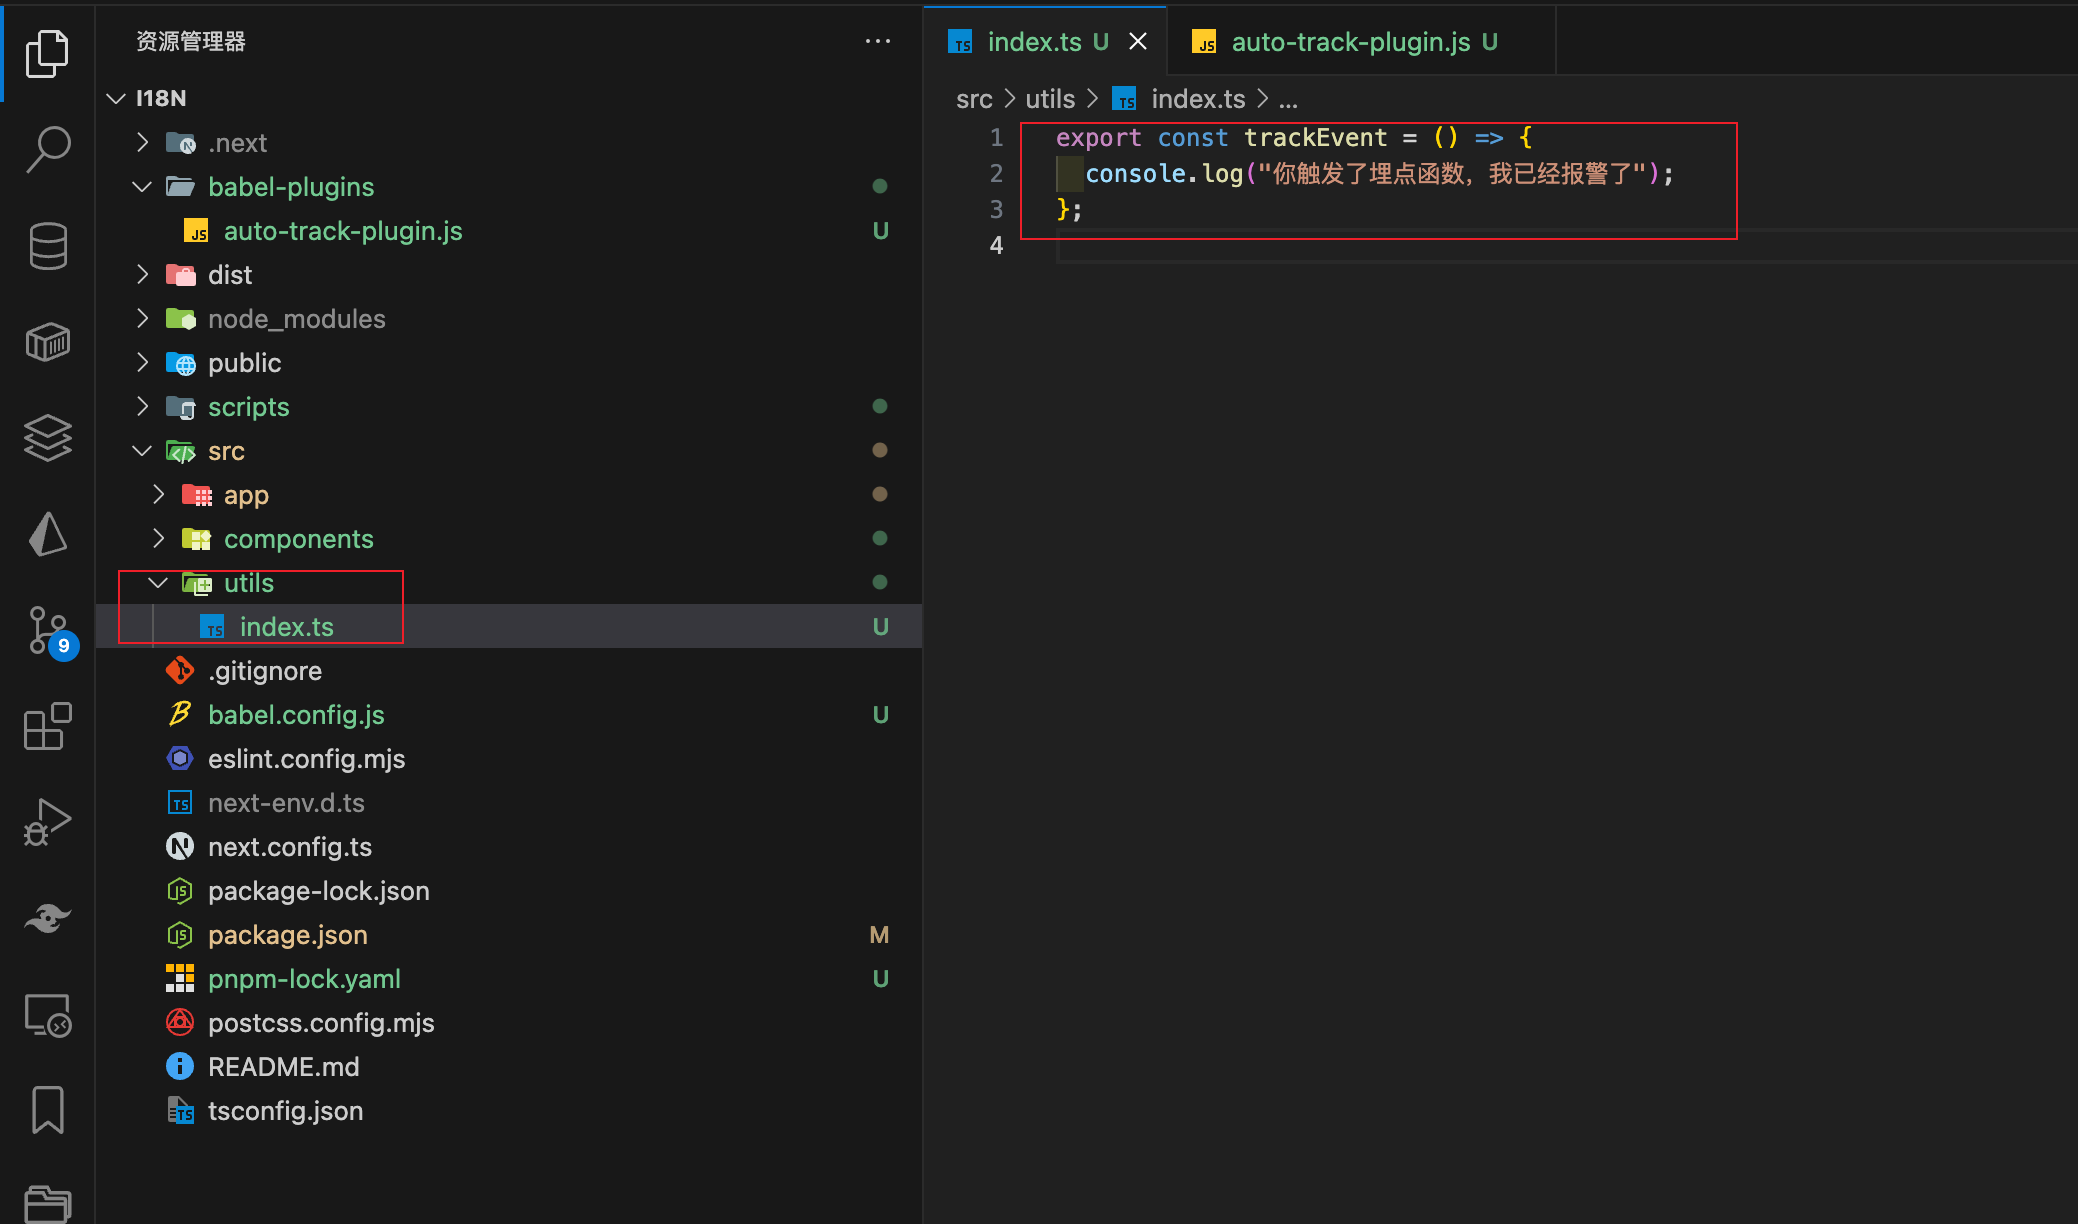 资源管理器
I18N
.next
babel-plugins
auto-track-plugin.js U
dist
node_modules
public
scripts
src
app
components
utils
index.ts U
.gitignore
babel.config.js U
eslint.config.mjs
next-env.d.ts
next.config.ts
package-lock.json
package.json M
pnpm-lock.yaml U
postcss.config.mjs
README.md
tsconfig.json
9
index.ts U
auto-track-plugin.js U
src > utils > index.ts > ...
1 export const trackEvent = () => {
2 console.log("你触发了埋点函数，我已经报警了");
3 };
4